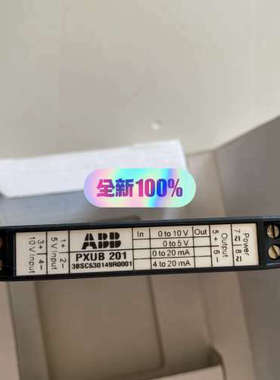 全新100%
ABB
PXUB 201
1+ 2-
5V Input
3+ 4-
10V Input
In
0 to 10 V
Out
0 to 5 V
0 to 20 mA
4 to 20 mA
5+ 6-
Output
Power